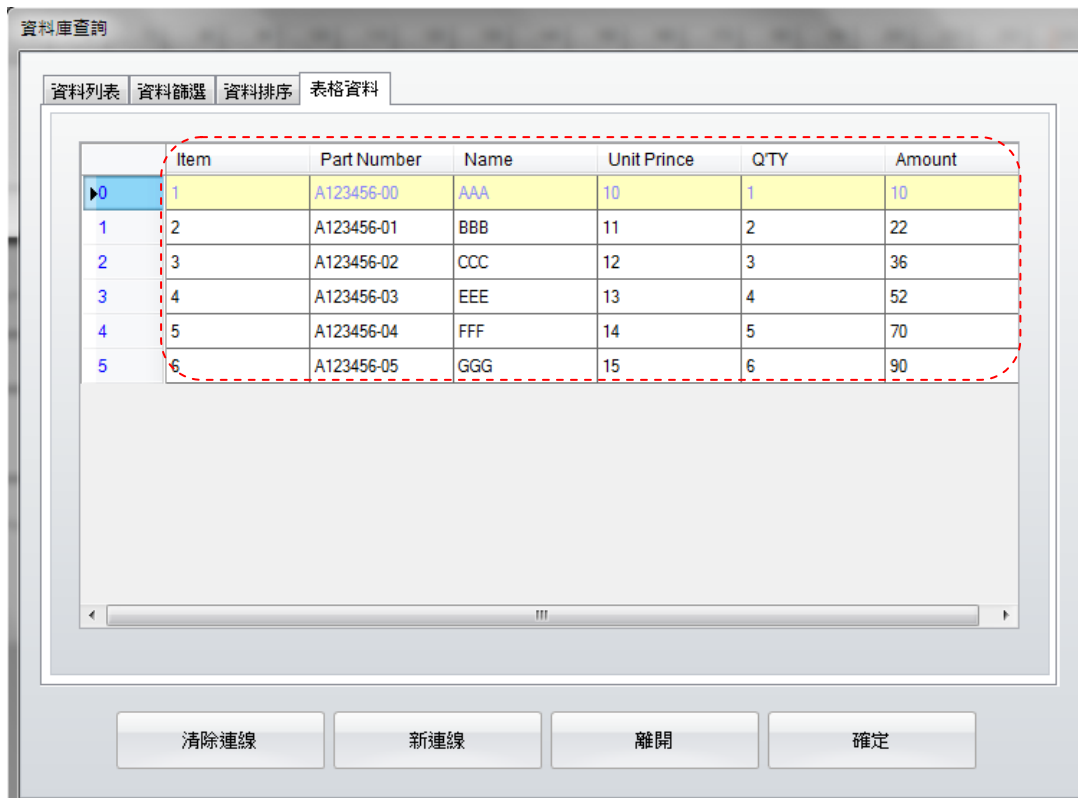 資料庫查詢
資料列表 資料篩選 資料排序 表格資料
Item Part Number Name Unit Prince Q'TY Amount
0 1 A123456-00 AAA 10 1 10
1 2 A123456-01 BBB 11 2 22
2 3 A123456-02 CCC 12 3 36
3 4 A123456-03 EEE 13 4 52
4 5 A123456-04 FFF 14 5 70
5 6 A123456-05 GGG 15 6 90
清除連線 新連線 離開 確定